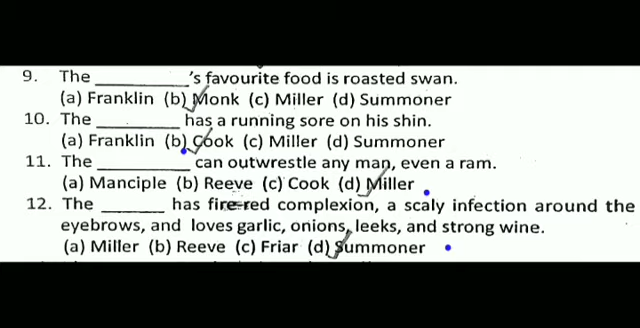 9. The __________'s favourite food is roasted swan.
(a) Franklin (b) Monk (c) Miller (d) Summoner
10. The _________ has a running sore on his shin.
(a) Franklin (b) Cook (c) Miller (d) Summoner
11. The __________ can outwrestle any man, even a ram.
(a) Manciple (b) Reeve (c) Cook (d) Miller
12. The _______ has fire-red complexion, a scaly infection around the
eyebrows, and loves garlic, onions, leeks, and strong wine.
(a) Miller (b) Reeve (c) Friar (d) Summoner